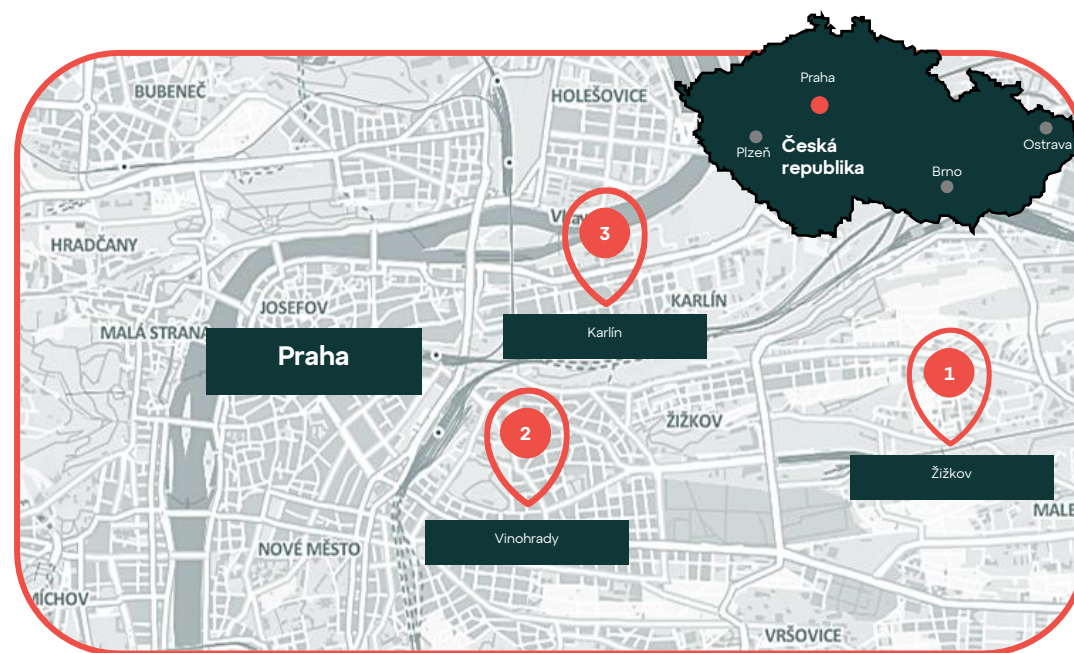 BUBENEČ
HOLEŠOVICE
Praha
Plzeň
Česká
republika
Ostrava
Brno
3
HRADČANY
JOSEFOV
KARLÍN
MALÁ STRANA
Praha
Karlín
1
2
ŽIŽKOV
Žižkov
MALE
Vinohrady
NOVÉ MĚSTO
MÍCHOV
VRŠOVICE